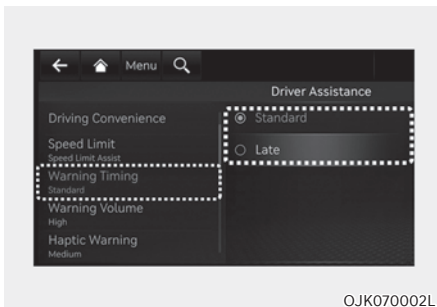 Menu
Driver Assistance
Driving Convenience
Speed Limit
Speed Limit Assist
Warning Timing
Standard
Warning Volume
High
Haptic Warning
Medium
Standard
Late
OJK070002L